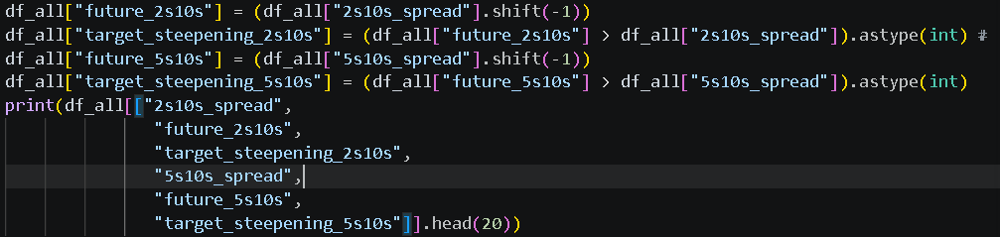 df_all["future_2s10s"] = (df_all["2s10s_spread"].shift(-1))
df_all["target_steepening_2s10s"] = (df_all["future_2s10s"] > df_all["2s10s_spread"]).astype(int) #
df_all["future_5s10s"] = (df_all["5s10s_spread"].shift(-1))
df_all["target_steepening_5s10s"] = (df_all["future_5s10s"] > df_all["5s10s_spread"]).astype(int)
print(df_all[["2s10s_spread",
"future_2s10s",
"target_steepening_2s10s",
"5s10s_spread",
"future_5s10s",
"target_steepening_5s10s"]].head(20))